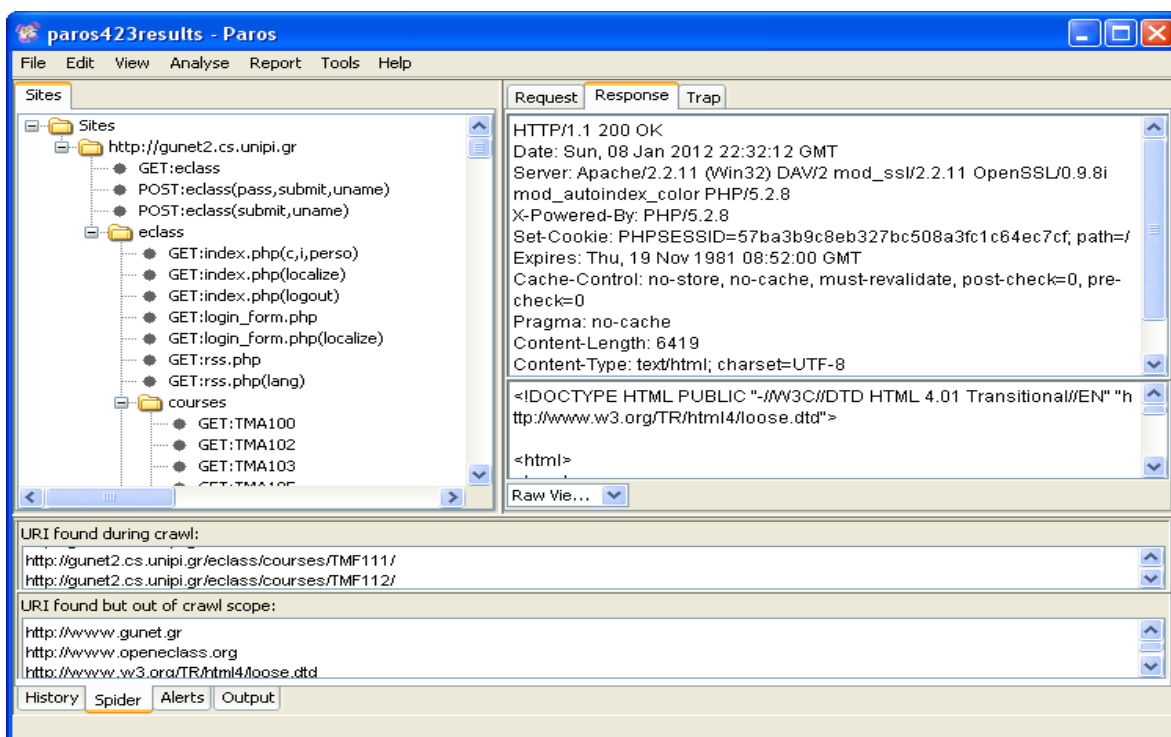 paros423results - Paros
File Edit View Analyse Report Tools Help
Sites
Sites
http://gunet2.cs.unipi.gr
GET:eclass
POST:eclass(pass,submit,uname)
POST:eclass(submit,uname)
eclass
GET:index.php(c,i,perso)
GET:index.php(localize)
GET:index.php(logout)
GET:login_form.php
GET:login_form.php(localize)
GET:rss.php
GET:rss.php(lang)
courses
GET:TMA100
GET:TMA102
GET:TMA103
GET:TMA105
Request Response Trap
HTTP/1.1 200 OK
Date: Sun, 08 Jan 2012 22:32:12 GMT
Server: Apache/2.2.11 (Win32) DAV/2 mod_ssl/2.2.11 OpenSSL/0.9.8i
mod_autoindex_color PHP/5.2.8
X-Powered-By: PHP/5.2.8
Set-Cookie: PHPSESSID=57ba3b9c8eb327bc508a3fc1c64ec7cf; path=/
Expires: Thu, 19 Nov 1981 08:52:00 GMT
Cache-Control: no-store, no-cache, must-revalidate, post-check=0, pre-
check=0
Pragma: no-cache
Content-Length: 6419
Content-Type: text/html; charset=UTF-8
<!DOCTYPE HTML PUBLIC "-//W3C//DTD HTML 4.01 Transitional//EN" "h
ttp://www.w3.org/TR/html4/loose.dtd">
<html>
Raw Vie...
URI found during crawl:
http://gunet2.cs.unipi.gr/eclass/courses/TMF111/
http://gunet2.cs.unipi.gr/eclass/courses/TMF112/
URI found but out of crawl scope:
http://www.gunet.gr
http://www.openeclass.org
http://www.w3.org/TR/html4/loose.dtd
History Spider Alerts Output